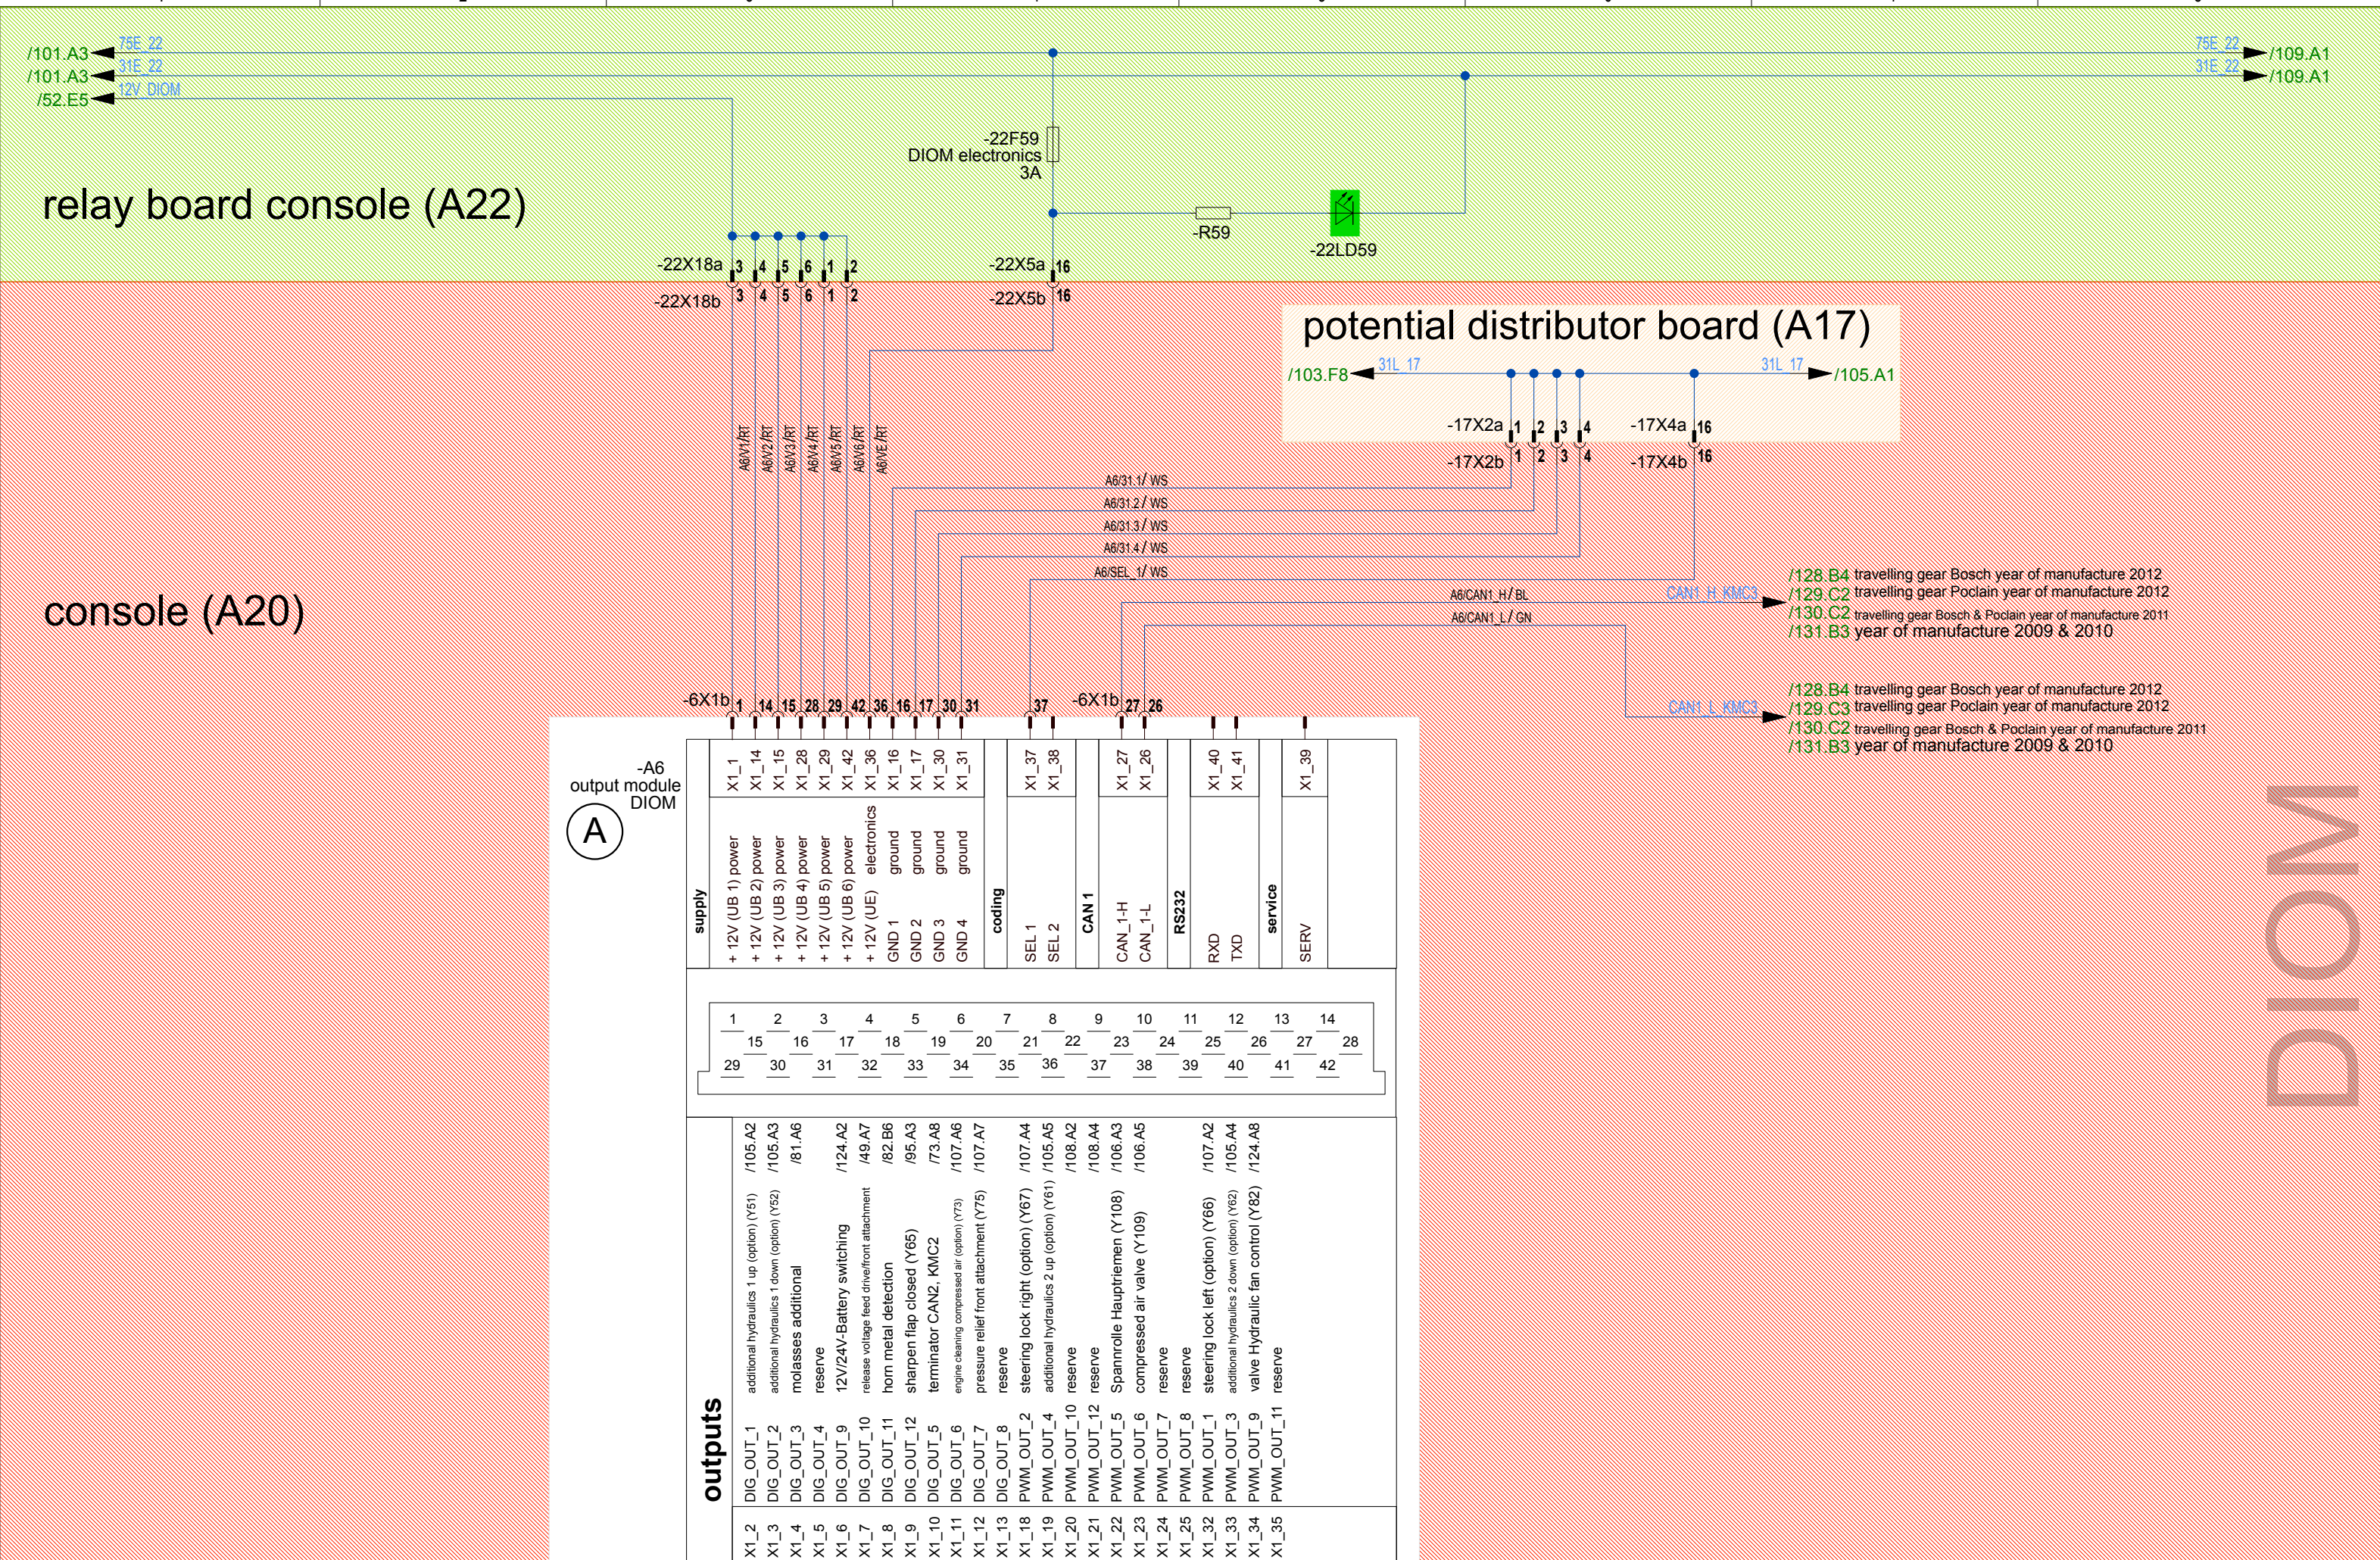 /101.A3 75E_22 75E_22 /109.A1
/101.A3 31E_22 31E_22 /109.A1
/52.E5 12V_DIOM
-22F59
DIOM electronics
3A
relay board console (A22)
-R59
-22LD59
-22X18a 3 4 5 6 1 2
-22X5a 16
-22X18b 3 4 5 6 1 2
-22X5b 16
potential distributor board (A17)
/103.F8 31L_17 31L_17 /105.A1
-17X2a 1 2 3 4
-17X4a 16
-17X2b 1 2 3 4
-17X4b 16
A6/V1/RT
A6/V2/RT
A6/V3/RT
A6/V4/RT
A6/V5/RT
A6/V6/RT
A6/VE/RT
A6/31.1/ WS
A6/31.2/ WS
A6/31.3/ WS
A6/31.4/ WS
A6/SEL_1/ WS
A6/CAN1_H/ BL
A6/CAN1_L/ GN
console (A20)
CAN1_H_KMC3
/128.B4 travelling gear Bosch year of manufacture 2012
/129.C2 travelling gear Poclain year of manufacture 2012
/130.C2 travelling gear Bosch & Poclain year of manufacture 2011
/131.B3 year of manufacture 2009 & 2010
CAN1_L_KMC3
/128.B4 travelling gear Bosch year of manufacture 2012
/129.C3 travelling gear Poclain year of manufacture 2012
/130.C2 travelling gear Bosch & Poclain year of manufacture 2011
/131.B3 year of manufacture 2009 & 2010
-6X1b 1 14 15 28 29 42 36 16 17 30 31 37
-6X1b 27 26
-A6
output module
DIOM
A
supply
X1_1 + 12V (UB 1) power
X1_14 + 12V (UB 2) power
X1_15 + 12V (UB 3) power
X1_28 + 12V (UB 4) power
X1_29 + 12V (UB 5) power
X1_42 + 12V (UB 6) power
X1_36 + 12V (UE) electronics
X1_16 GND 1 ground
X1_17 GND 2 ground
X1_30 GND 3 ground
X1_31 GND 4 ground
coding
X1_37 SEL 1
X1_38 SEL 2
CAN 1
X1_27 CAN_1-H
X1_26 CAN_1-L
RS232
X1_40 RXD
X1_41 TXD
service
X1_39 SERV
1 2 3 4 5 6 7 8 9 10 11 12 13 14
15 16 17 18 19 20 21 22 23 24 25 26 27 28
29 30 31 32 33 34 35 36 37 38 39 40 41 42
outputs
X1_2 DIG_OUT_1 additional hydraulics 1 up (option) (Y51) /105.A2
X1_3 DIG_OUT_2 additional hydraulics 1 down (option) (Y52) /105.A3
X1_4 DIG_OUT_3 molasses additional /81.A6
X1_5 DIG_OUT_4 reserve
X1_6 DIG_OUT_9 12V/24V-Battery switching /124.A2
X1_7 DIG_OUT_10 release voltage feed drive/front attachment /49.A7
X1_8 DIG_OUT_11 horn metal detection /82.B6
X1_9 DIG_OUT_12 sharpen flap closed (Y65) /95.A3
X1_10 DIG_OUT_5 terminator CAN2, KMC2 /73.A8
X1_11 DIG_OUT_6 engine cleaning compressed air (option) (Y73) /107.A6
X1_12 DIG_OUT_7 pressure relief front attachment (Y75) /107.A7
X1_13 DIG_OUT_8 reserve
X1_18 PWM_OUT_2 steering lock right (option) (Y67) /107.A4
X1_19 PWM_OUT_4 additional hydraulics 2 up (option) (Y61) /105.A5
X1_20 PWM_OUT_10 reserve /108.A2
X1_21 PWM_OUT_12 reserve /108.A4
X1_22 PWM_OUT_5 Spannrolle Hauptriemen (Y108) /106.A3
X1_23 PWM_OUT_6 compressed air valve (Y109) /106.A5
X1_24 PWM_OUT_7 reserve
X1_25 PWM_OUT_8 reserve
X1_32 PWM_OUT_1 steering lock left (option) (Y66) /107.A2
X1_33 PWM_OUT_3 additional hydraulics 2 down (option) (Y62) /105.A4
X1_34 PWM_OUT_9 valve Hydraulic fan control (Y82) /124.A8
X1_35 PWM_OUT_11 reserve
DIOM